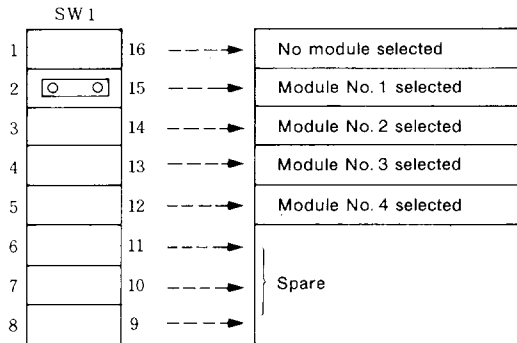 SW1
1 16 No module selected
2 15 Module No. 1 selected
3 14 Module No. 2 selected
4 13 Module No. 3 selected
5 12 Module No. 4 selected
6 11
7 10 Spare
8 9